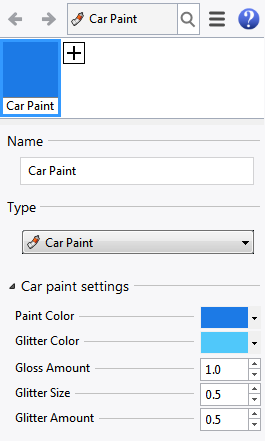 Car Paint
Car Paint
Name
Car Paint
Type
Car Paint
Car paint settings
Paint Color
Glitter Color
Gloss Amount 1.0
Glitter Size 0.5
Glitter Amount 0.5